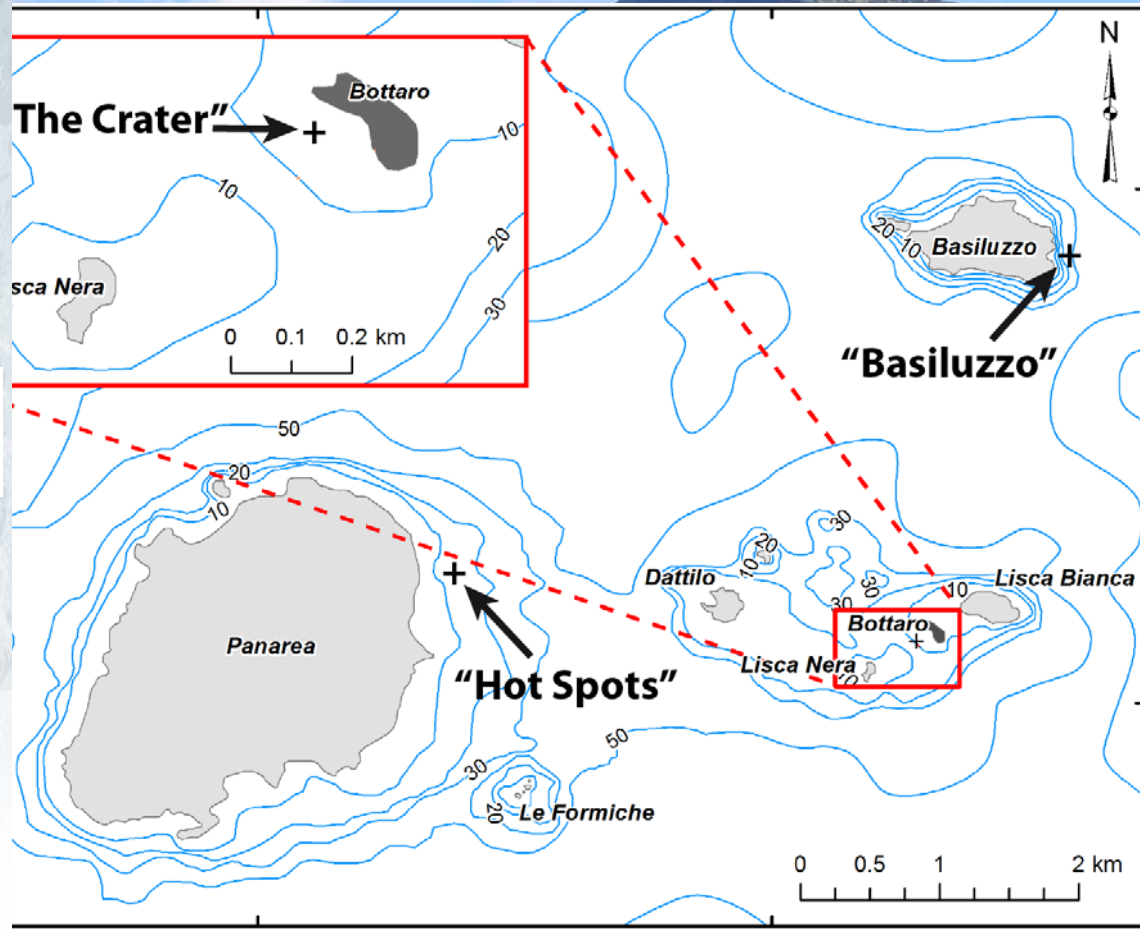 N
Bottaro
The Crater”
10
10
20
30
sca Nera
0 0.1 0.2 km
20
10
Basiluzzo
“Basiluzzo”
50
20
10
30
20
10
30
Dattilo
Lisca Bianca
10
30
Bottaro
Panarea
Lisca Nera
10
“Hot Spots”
50
30
20
Le Formiche
0 0.5 1 2 km